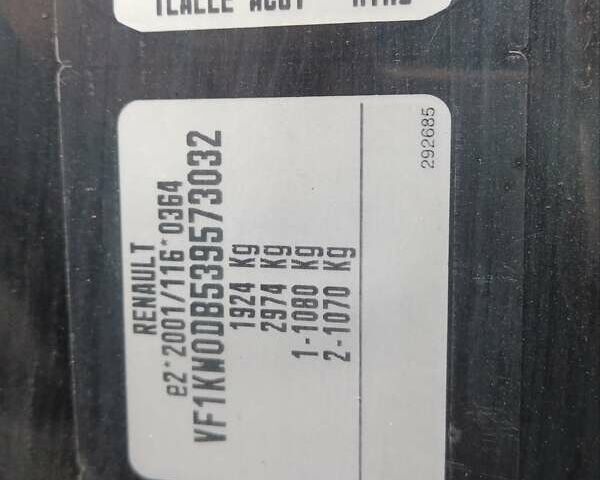 RENAULT
e2*2001/116*0364
VF1KW0DB539573032
1924 Kg
2974 Kg
1-1080 Kg
2-1070 Kg
292685